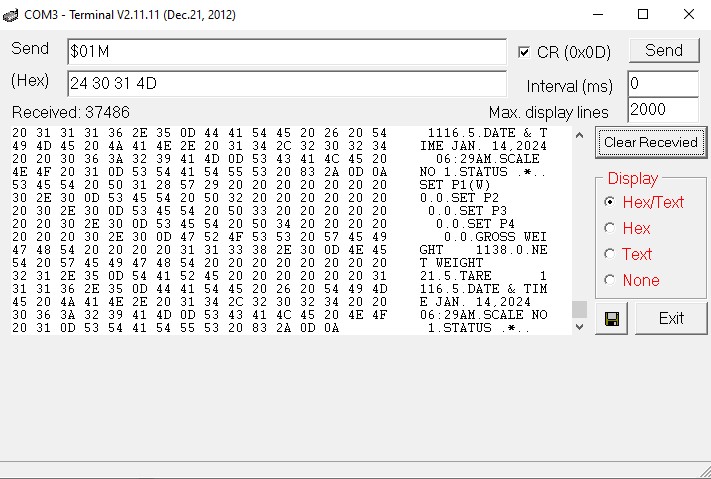 COM3 - Terminal V2.11.11 (Dec.21, 2012)
Send $01M CR (0x0D) Send
(Hex) 24 30 31 4D Interval (ms) 0
Received: 37486 Max. display lines 2000
20 31 31 31 36 2E 35 0D 44 41 54 45 20 26 20 54 1116.5.DATE & T
49 4D 45 20 4A 41 4E 2E 20 31 34 2C 32 30 32 34 IME JAN. 14,2024
20 20 30 36 3A 32 39 41 4D 0D 53 43 41 4C 45 20 06:29AM.SCALE
4E 4F 20 31 0D 53 54 41 54 55 53 20 83 2A 0D 0A NO 1.STATUS .*..
53 45 54 20 50 31 28 57 29 20 20 20 20 20 20 20 SET P1(W)
30 2E 30 0D 53 45 54 20 50 32 20 20 20 20 20 20 0.0.SET P2
20 30 2E 30 0D 53 45 54 20 50 33 20 20 20 20 20 0.0.SET P3
20 20 30 2E 30 0D 53 45 54 20 50 34 20 20 20 20 0.0.SET P4
20 20 20 30 2E 30 0D 47 52 4F 53 53 20 57 45 49 0.0.GROSS WEI
47 48 54 20 20 20 20 31 31 33 38 2E 30 0D 4E 45 GHT 1138.0.NE
54 20 57 45 49 47 48 54 20 20 20 20 20 20 20 20 T WEIGHT
32 31 2E 35 0D 54 41 52 45 20 20 20 20 20 20 31 21.5.TARE 1
31 31 36 2E 35 0D 44 41 54 45 20 26 20 54 49 4D 116.5.DATE & TIM
45 20 4A 41 4E 2E 20 31 34 2C 32 30 32 34 20 20 E JAN. 14,2024
30 36 3A 32 39 41 4D 0D 53 43 41 4C 45 20 4E 4F 06:29AM.SCALE NO
20 31 0D 53 54 41 54 55 53 20 83 2A 0D 0A 1.STATUS .*..
Clear Recevied
Display
Hex/Text
Hex
Text
None
Exit